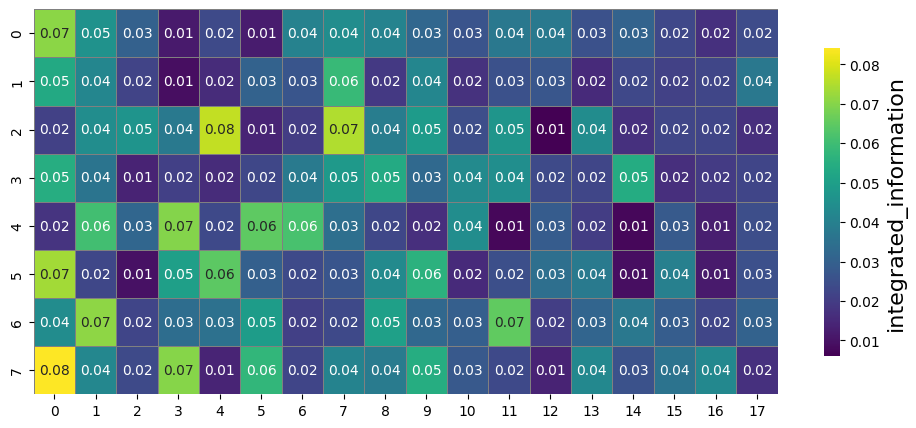 0 0.07 0.05 0.03 0.01 0.02 0.01 0.04 0.04 0.04 0.03 0.03 0.04 0.04 0.03 0.03 0.02 0.02 0.02
1 0.05 0.04 0.02 0.01 0.02 0.03 0.03 0.06 0.02 0.04 0.02 0.03 0.03 0.02 0.02 0.02 0.02 0.04
2 0.02 0.04 0.05 0.04 0.08 0.01 0.02 0.07 0.04 0.05 0.02 0.05 0.01 0.04 0.02 0.02 0.02 0.02
3 0.05 0.04 0.01 0.02 0.02 0.02 0.04 0.05 0.05 0.03 0.04 0.04 0.02 0.02 0.05 0.02 0.02 0.02
4 0.02 0.06 0.03 0.07 0.02 0.06 0.06 0.03 0.02 0.02 0.04 0.01 0.03 0.02 0.01 0.03 0.01 0.02
5 0.07 0.02 0.01 0.05 0.06 0.03 0.02 0.03 0.04 0.06 0.02 0.02 0.03 0.04 0.01 0.04 0.01 0.03
6 0.04 0.07 0.02 0.03 0.03 0.05 0.02 0.02 0.05 0.03 0.03 0.07 0.02 0.03 0.04 0.03 0.02 0.03
7 0.08 0.04 0.02 0.07 0.01 0.06 0.02 0.04 0.04 0.05 0.03 0.02 0.01 0.04 0.03 0.04 0.04 0.02
0 1 2 3 4 5 6 7 8 9 10 11 12 13 14 15 16 17
0.08
0.07
0.06
0.05
0.04
0.03
0.02
0.01
integrated_information